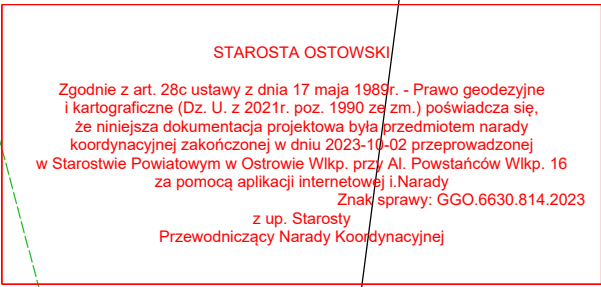 STAROSTA OSTOWSKI
Zgodnie z art. 28c ustawy z dnia 17 maja 1989r. - Prawo geodezyjne
i kartograficzne (Dz. U. z 2021r. poz. 1990 ze zm.) poświadcza się,
że niniejsza dokumentacja projektowa była przedmiotem narady
koordynacyjnej zakończonej w dniu 2023-10-02 przeprowadzonej
w Starostwie Powiatowym w Ostrowie Wlkp. przy Al. Powstańców Wlkp. 16
za pomocą aplikacji internetowej i.Narady
Znak sprawy: GGO.6630.814.2023
z up. Starosty
Przewodniczący Narady Koordynacyjnej